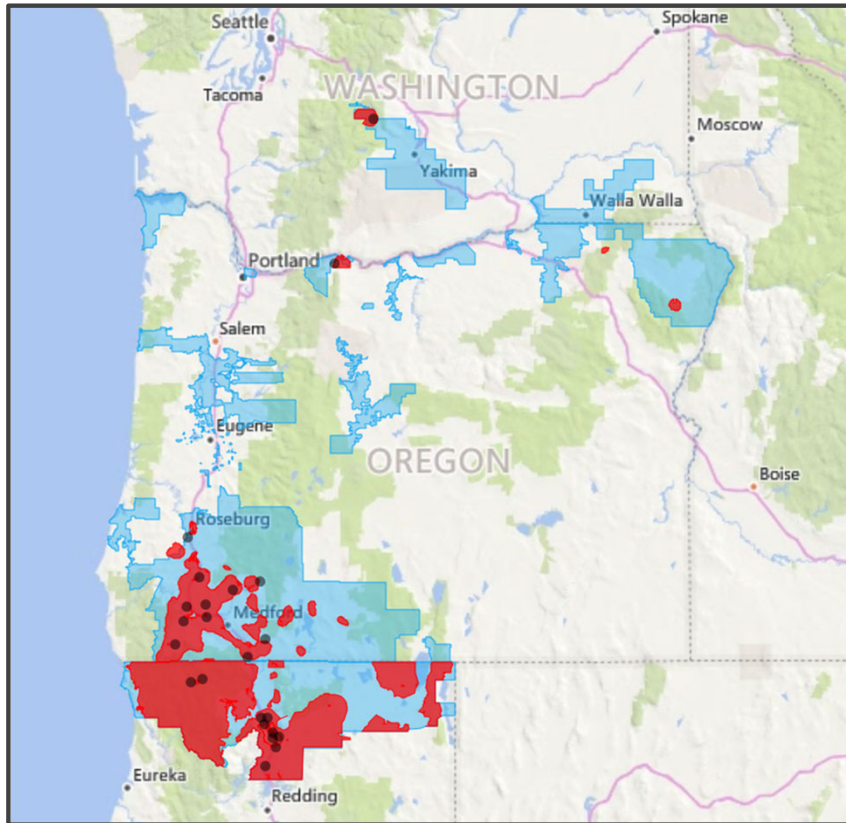 Seattle
Spokane
Tacoma
WASHINGTON
Moscow
Yakima
Walla Walla
Portland
Salem
Eugene
OREGON
Boise
Roseburg
Medford
Eureka
Redding